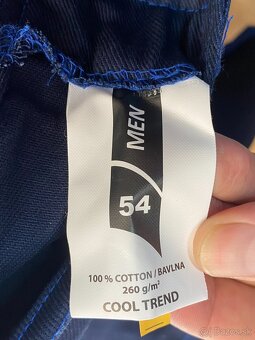 MEN
54
100 % COTTON / BAVLNA
260 g/m²
COOL TREND